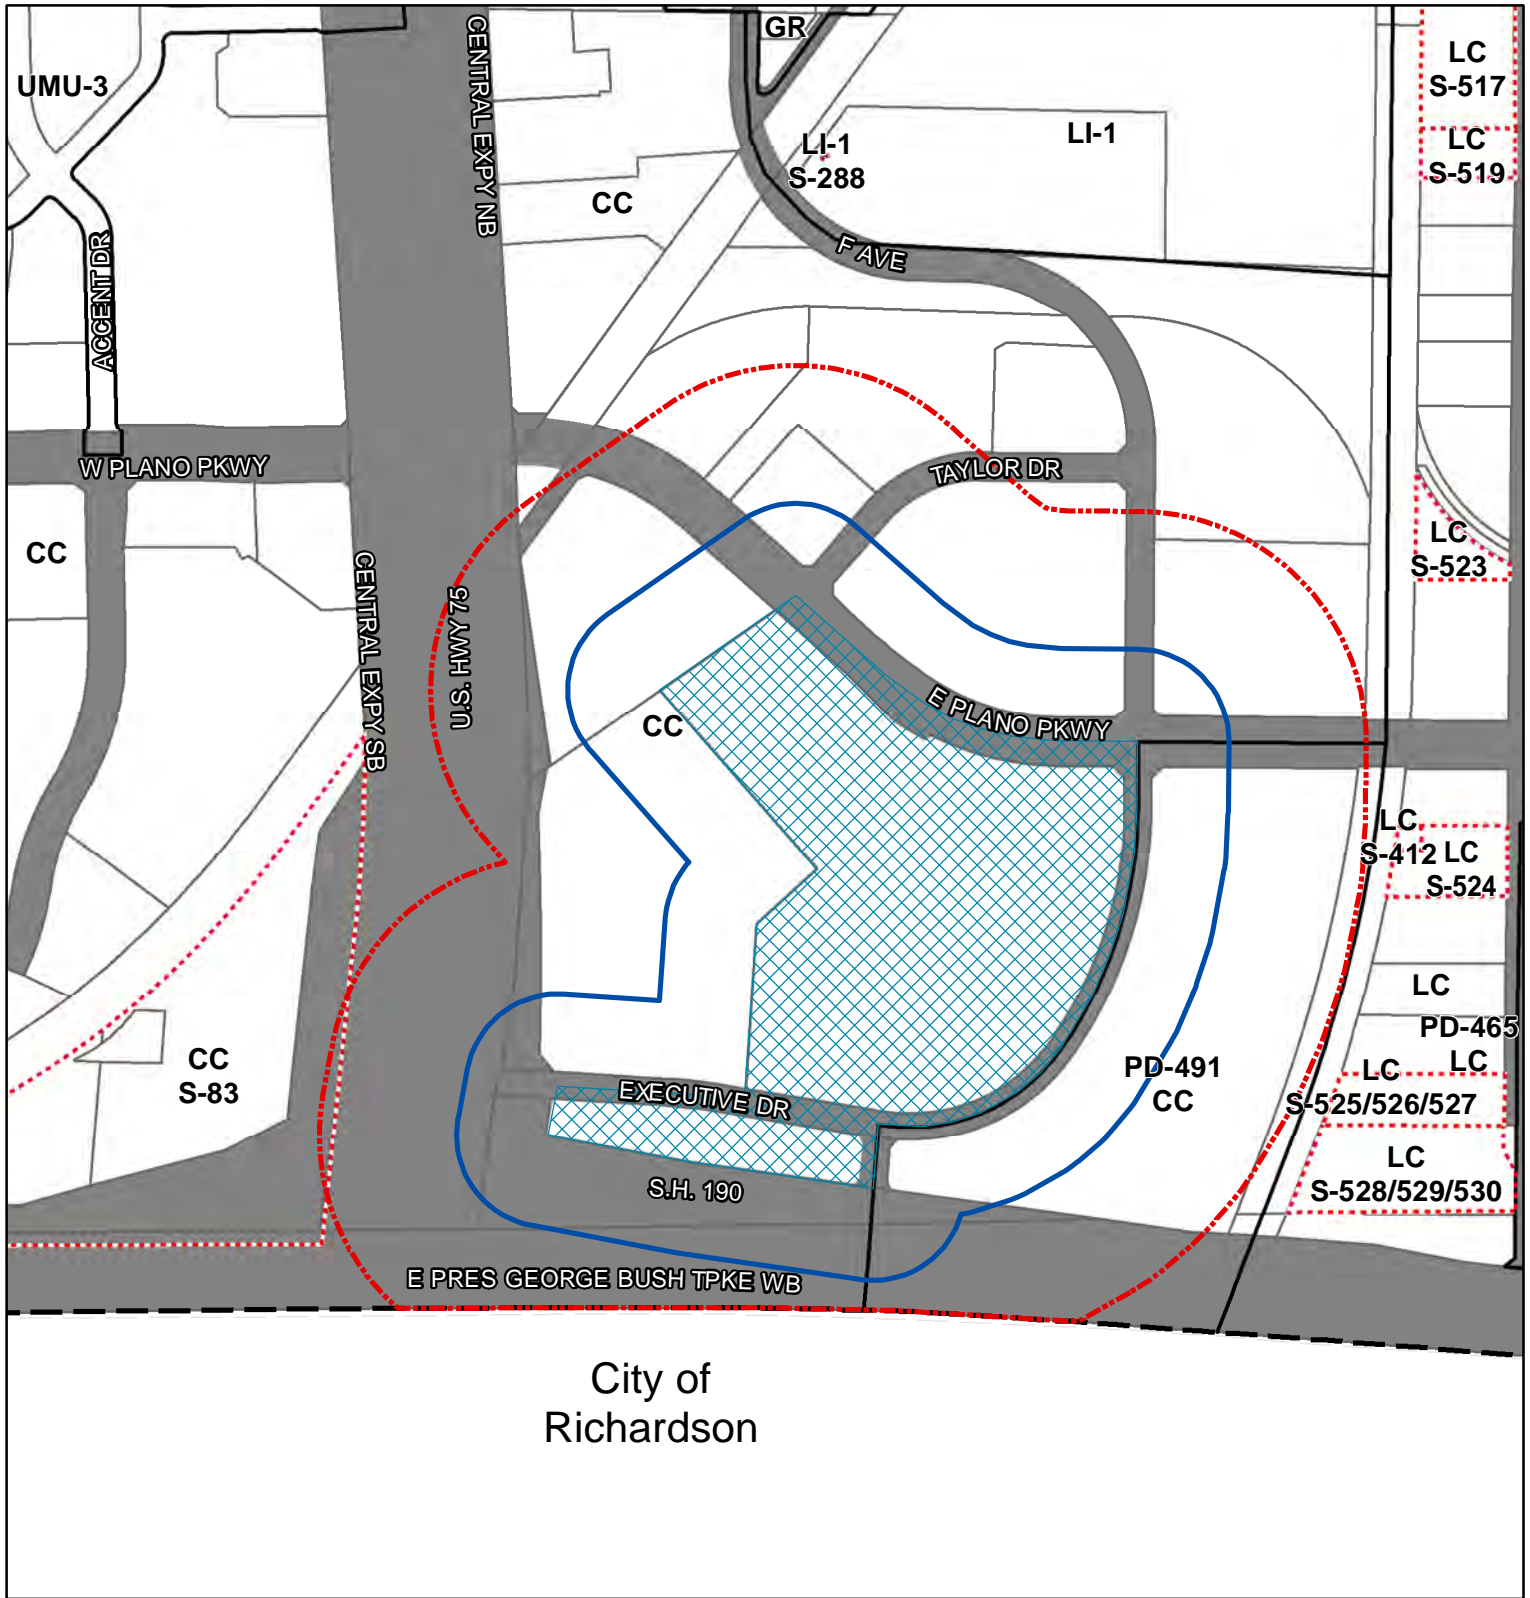 GR
UMU-3
CENTRAL EXPY NB
LC
S-517
LI-1
S-288
LI-1
LC
S-519
CC
F AVE
ACCENT DR
W PLANO PKWY
TAYLOR DR
CC
LC
S-523
CENTRAL EXPY SB
U.S. HWY 75
CC
E PLANO PKWY
LC
S-412
LC
S-524
LC
PD-465
LC
CC
S-83
EXECUTIVE DR
PD-491
CC
LC
S-525/526/527
LC
S-528/529/530
S.H. 190
E PRES GEORGE BUSH TPKE WB
City of
Richardson